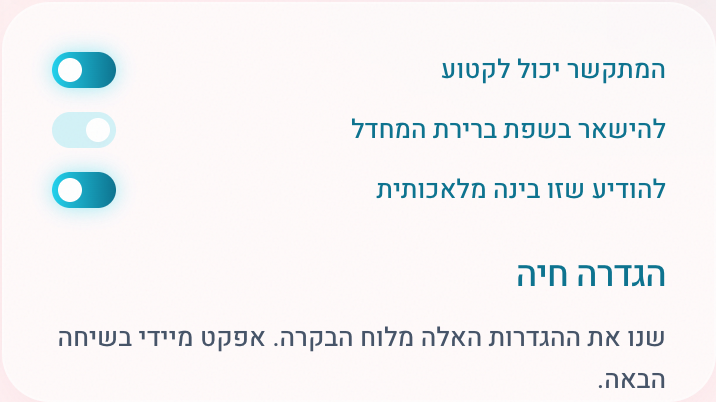 המתקשר יכול לקטוע
להישאר בשפת ברירת המחדל
להודיע שזו בינה מלאכותית
הגדרה חיה
שנו את ההגדרות האלה מלוח הבקרה. אפקט מיידי בשיחה
הבאה.